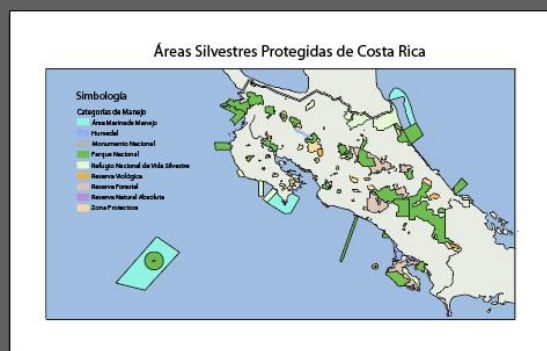 Áreas Silvestres Protegidas de Costa Rica
Simbología
Categorías de Manejo
Área Marina de Manejo
Humedal
Monumento Nacional
Parque Nacional
Refugio Nacional de Vida Silvestre
Reserva Biológica
Reserva Forestal
Reserva Natural Absoluta
Zona Protectora